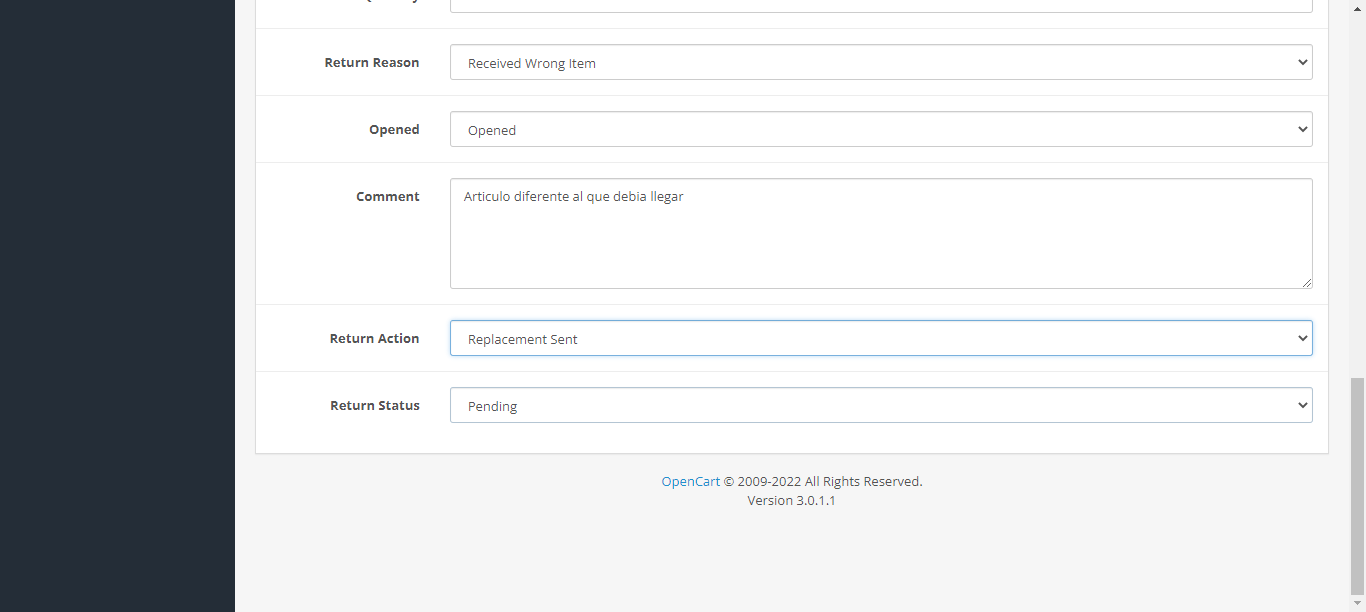 Return Reason
Received Wrong Item
Opened
Opened
Comment
Articulo diferente al que debia llegar
Return Action
Replacement Sent
Return Status
Pending
OpenCart © 2009-2022 All Rights Reserved.
Version 3.0.1.1